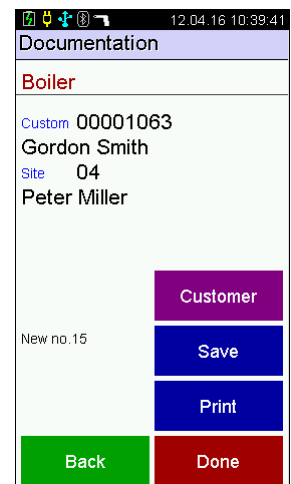 12.04.16 10:39:41
Documentation
Boiler
Custom 00001063
Gordon Smith
Site 04
Peter Miller
Customer
New no.15
Save
Print
Back
Done